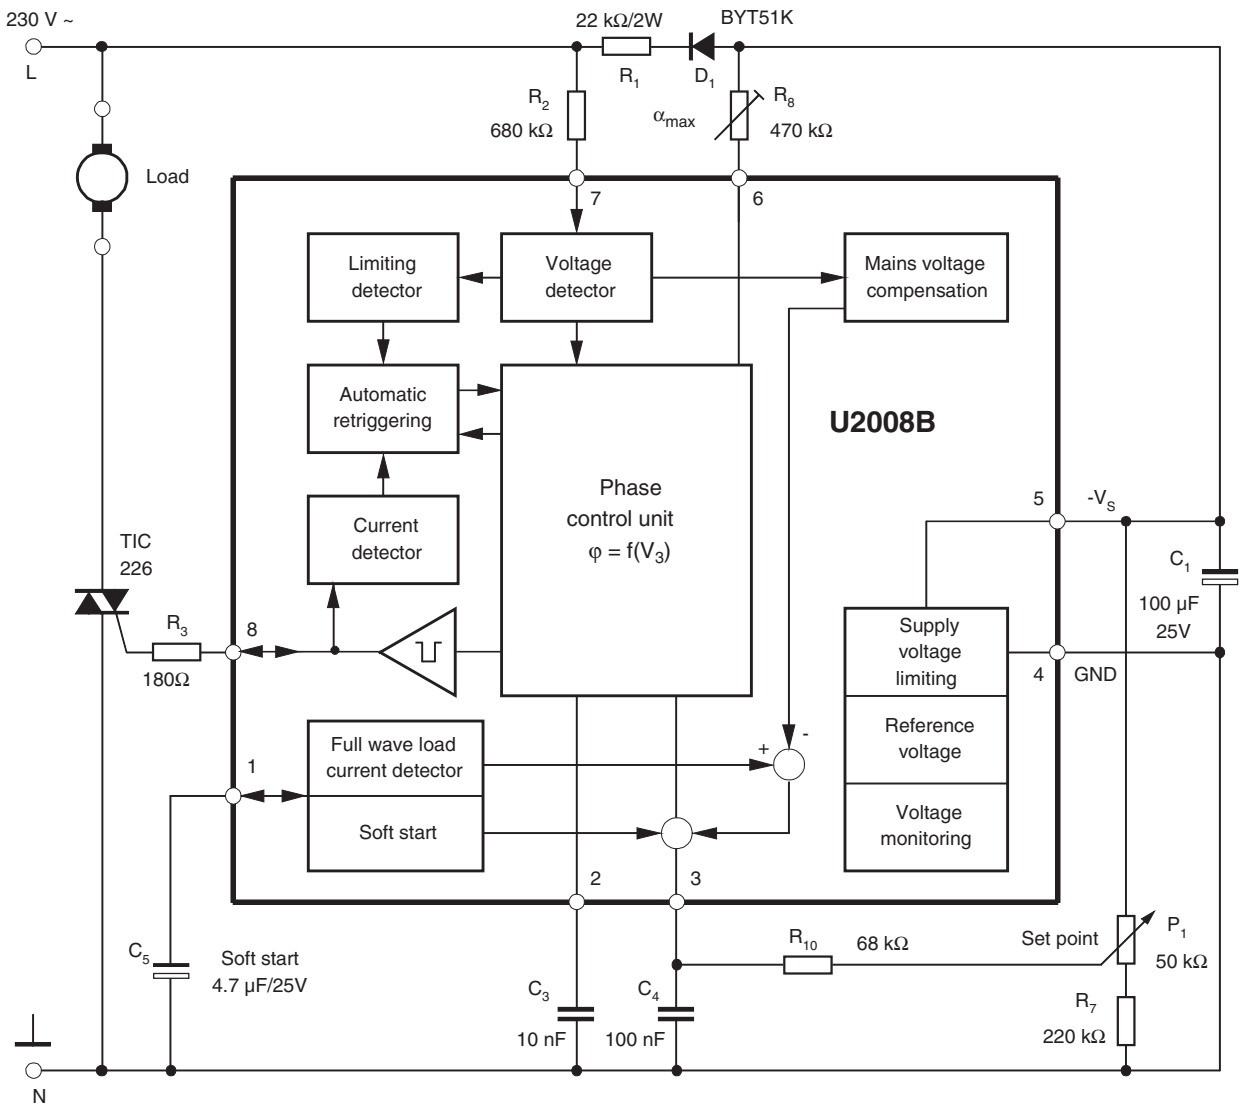 230 V ~
L
22 kΩ/2W
R1
BYT51K
D1
R2
680 kΩ
αmax
R8
470 kΩ
Load
7
6
Limiting
detector
Voltage
detector
Mains voltage
compensation
Automatic
retriggering
U2008B
Phase
control unit
φ = f(V3)
Current
detector
5
-VS
TIC
226
C1
100 µF
25V
R3
180Ω
8
Supply
voltage
limiting
4
GND
Reference
voltage
Voltage
monitoring
Full wave load
current detector
Soft start
+
-
1
2
3
C5
Soft start
4.7 µF/25V
R10
68 kΩ
Set point
P1
50 kΩ
C3
10 nF
C4
100 nF
R7
220 kΩ
N